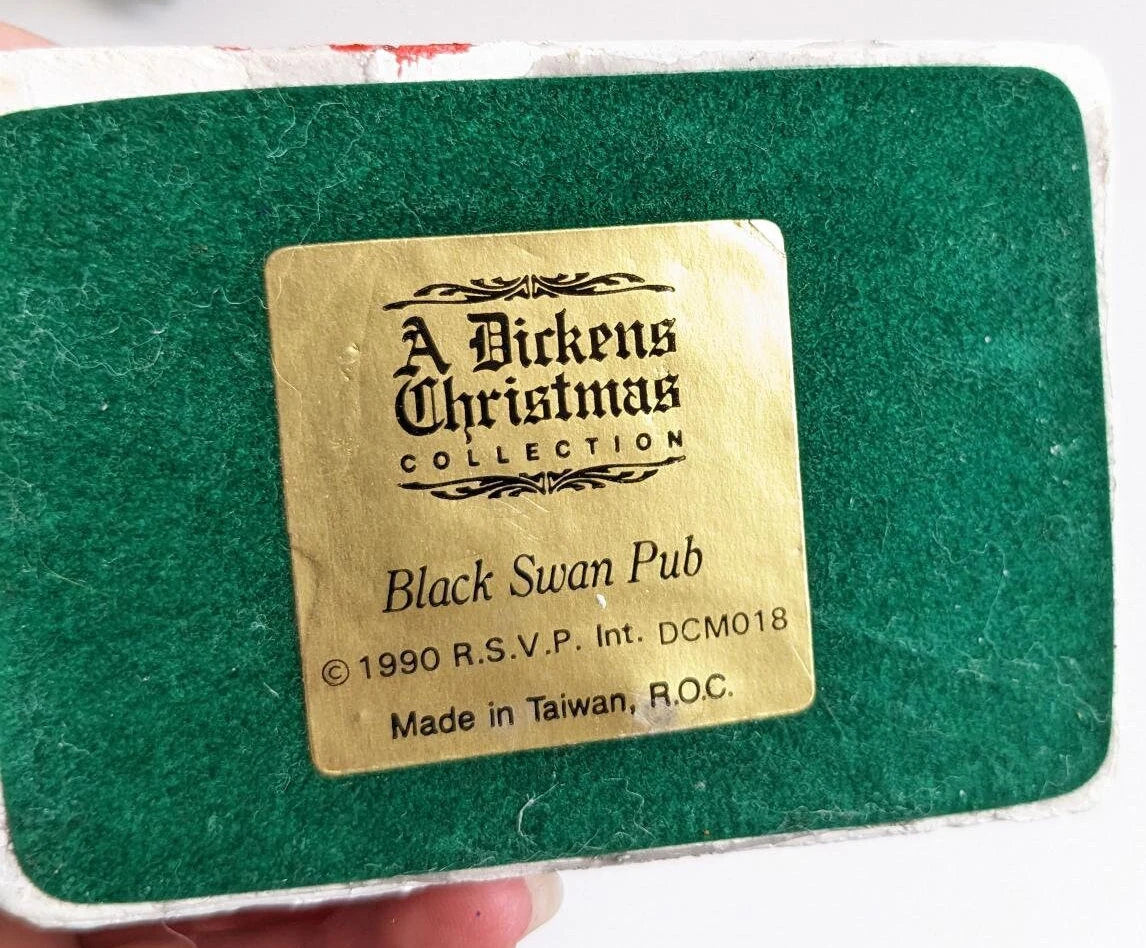 A Dickens
Christmas
COLLECTION
Black Swan Pub
© 1990 R.S.V.P. Int. DCM018
Made in Taiwan, R.O.C.